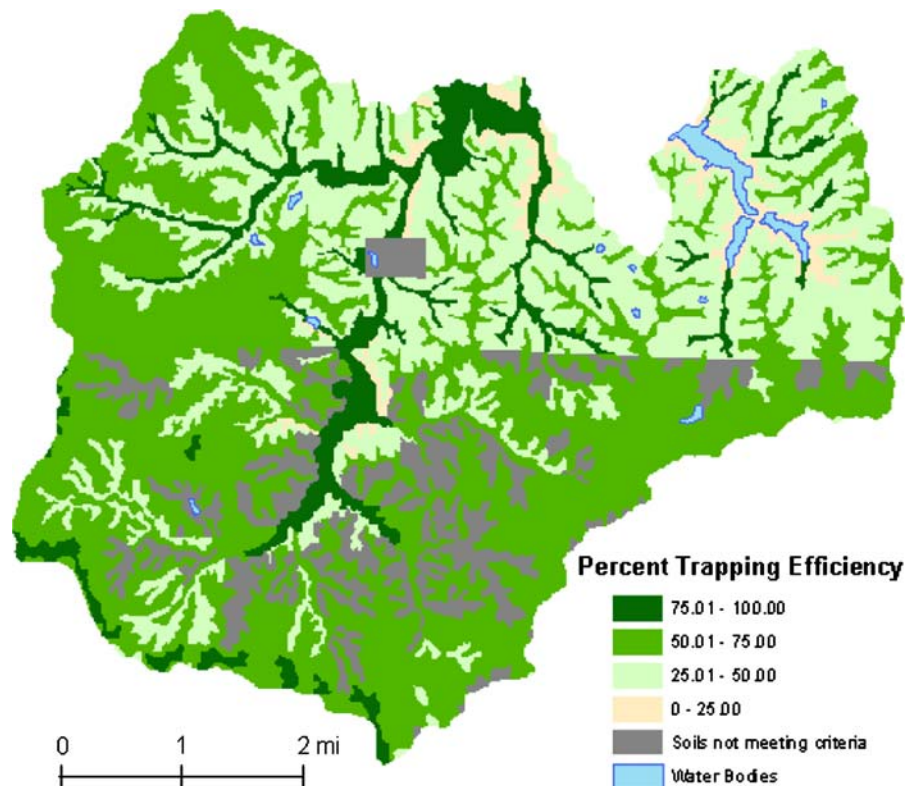 Percent Trapping Efficiency
75.01 - 100.00
50.01 - 75.00
25.01 - 50.00
0 - 25.00
Soils not meeting criteria
Water Bodies
0 1 2 mi